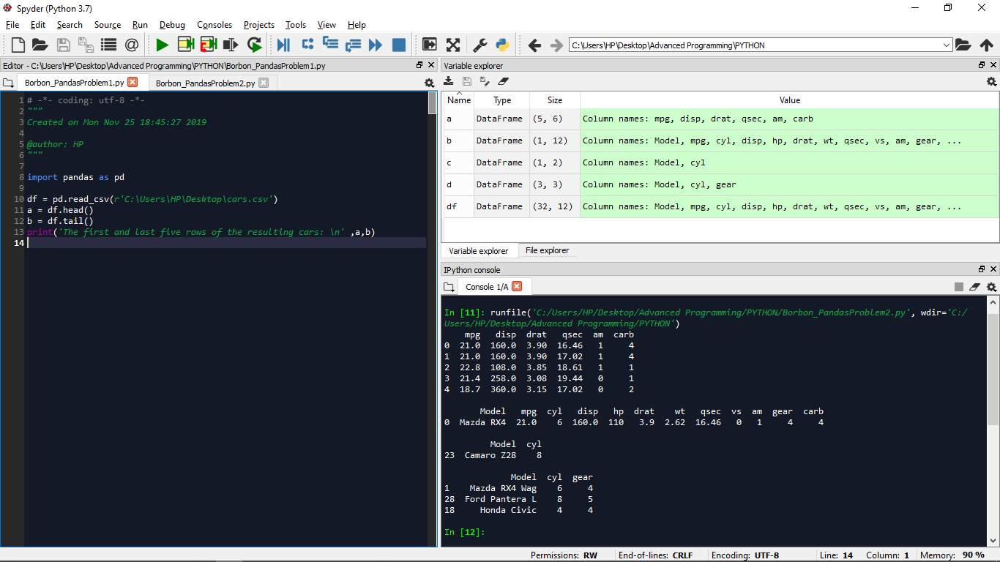 Spyder (Python 3.7)
File Edit Search Source Run Debug Consoles Projects Tools View Help
C:\Users\HP\Desktop\Advanced Programming\PYTHON
Editor - C:\Users\HP\Desktop\Advanced Programming\PYTHON\Borbon_PandasProblem1.py
Borbon_PandasProblem1.py Borbon_PandasProblem2.py
1 # -*- coding: utf-8 -*-
2 """
3 Created on Mon Nov 25 18:45:27 2019
4
5 @author: HP
6 """
7
8 import pandas as pd
9
10 df = pd.read_csv(r'C:\Users\HP\Desktop\cars.csv')
11 a = df.head()
12 b = df.tail()
13 print('The first and last five rows of the resulting cars: \n' ,a,b)
14
Variable explorer
Name Type Size Value
a DataFrame (5, 6) Column names: mpg, disp, drat, qsec, am, carb
b DataFrame (1, 12) Column names: Model, mpg, cyl, disp, hp, drat, wt, qsec, vs, am, gear, ...
c DataFrame (1, 2) Column names: Model, cyl
d DataFrame (3, 3) Column names: Model, cyl, gear
df DataFrame (32, 12) Column names: Model, mpg, cyl, disp, hp, drat, wt, qsec, vs, am, gear, ...
Variable explorer File explorer
IPython console
Console 1/A
In [11]: runfile('C:/Users/HP/Desktop/Advanced Programming/PYTHON/Borbon_PandasProblem2.py', wdir='C:/
Users/HP/Desktop/Advanced Programming/PYTHON')
mpg disp drat qsec am carb
0 21.0 160.0 3.90 16.46 1 4
1 21.0 160.0 3.90 17.02 1 4
2 22.8 108.0 3.85 18.61 1 1
3 21.4 258.0 3.08 19.44 0 1
4 18.7 360.0 3.15 17.02 0 2
Model mpg cyl disp hp drat wt qsec vs am gear carb
0 Mazda RX4 21.0 6 160.0 110 3.9 2.62 16.46 0 1 4 4
Model cyl
23 Camaro Z28 8
Model cyl gear
1 Mazda RX4 Wag 6 4
28 Ford Pantera L 8 5
18 Honda Civic 4 4
In [12]:
Permissions: RW End-of-lines: CRLF Encoding: UTF-8 Line: 14 Column: 1 Memory: 90 %